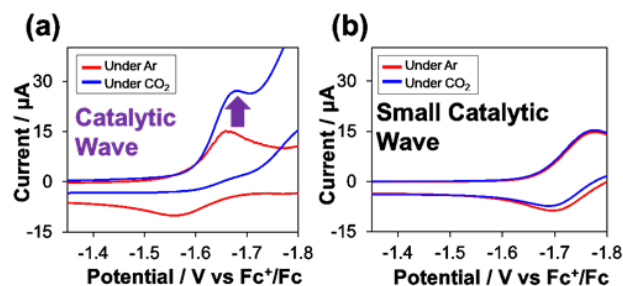 (a)
Under Ar
Under CO₂
Catalytic
Wave
Current / μA
30
15
0
-15
-1.4 -1.5 -1.6 -1.7 -1.8
Potential / V vs Fc⁺/Fc
(b)
Under Ar
Under CO₂
Small Catalytic
Wave
Current / μA
30
15
0
-15
-1.4 -1.5 -1.6 -1.7 -1.8
Potential / V vs Fc⁺/Fc